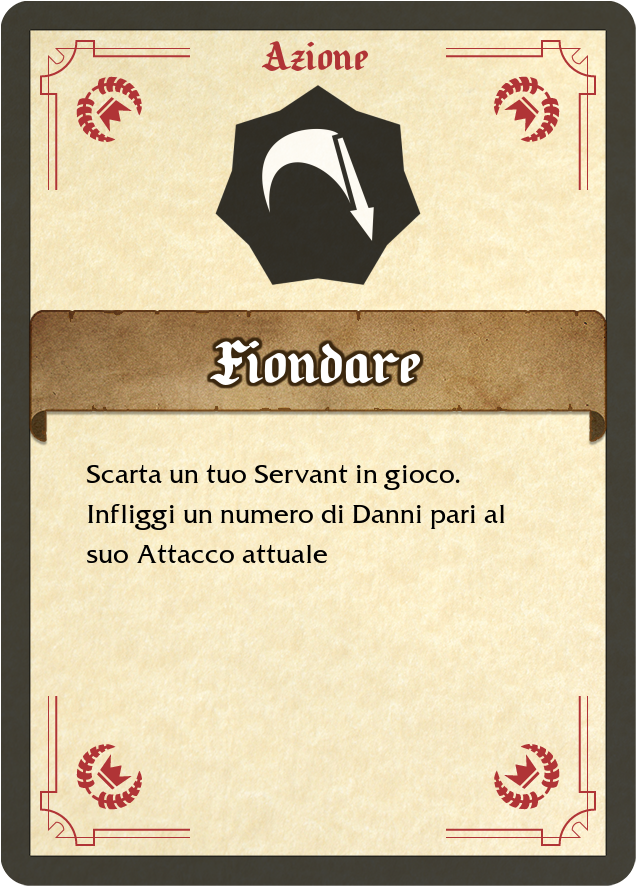 Azione
Fiondare
Scarta un tuo Servant in gioco.
Infliggi un numero di Danni pari al
suo Attacco attuale